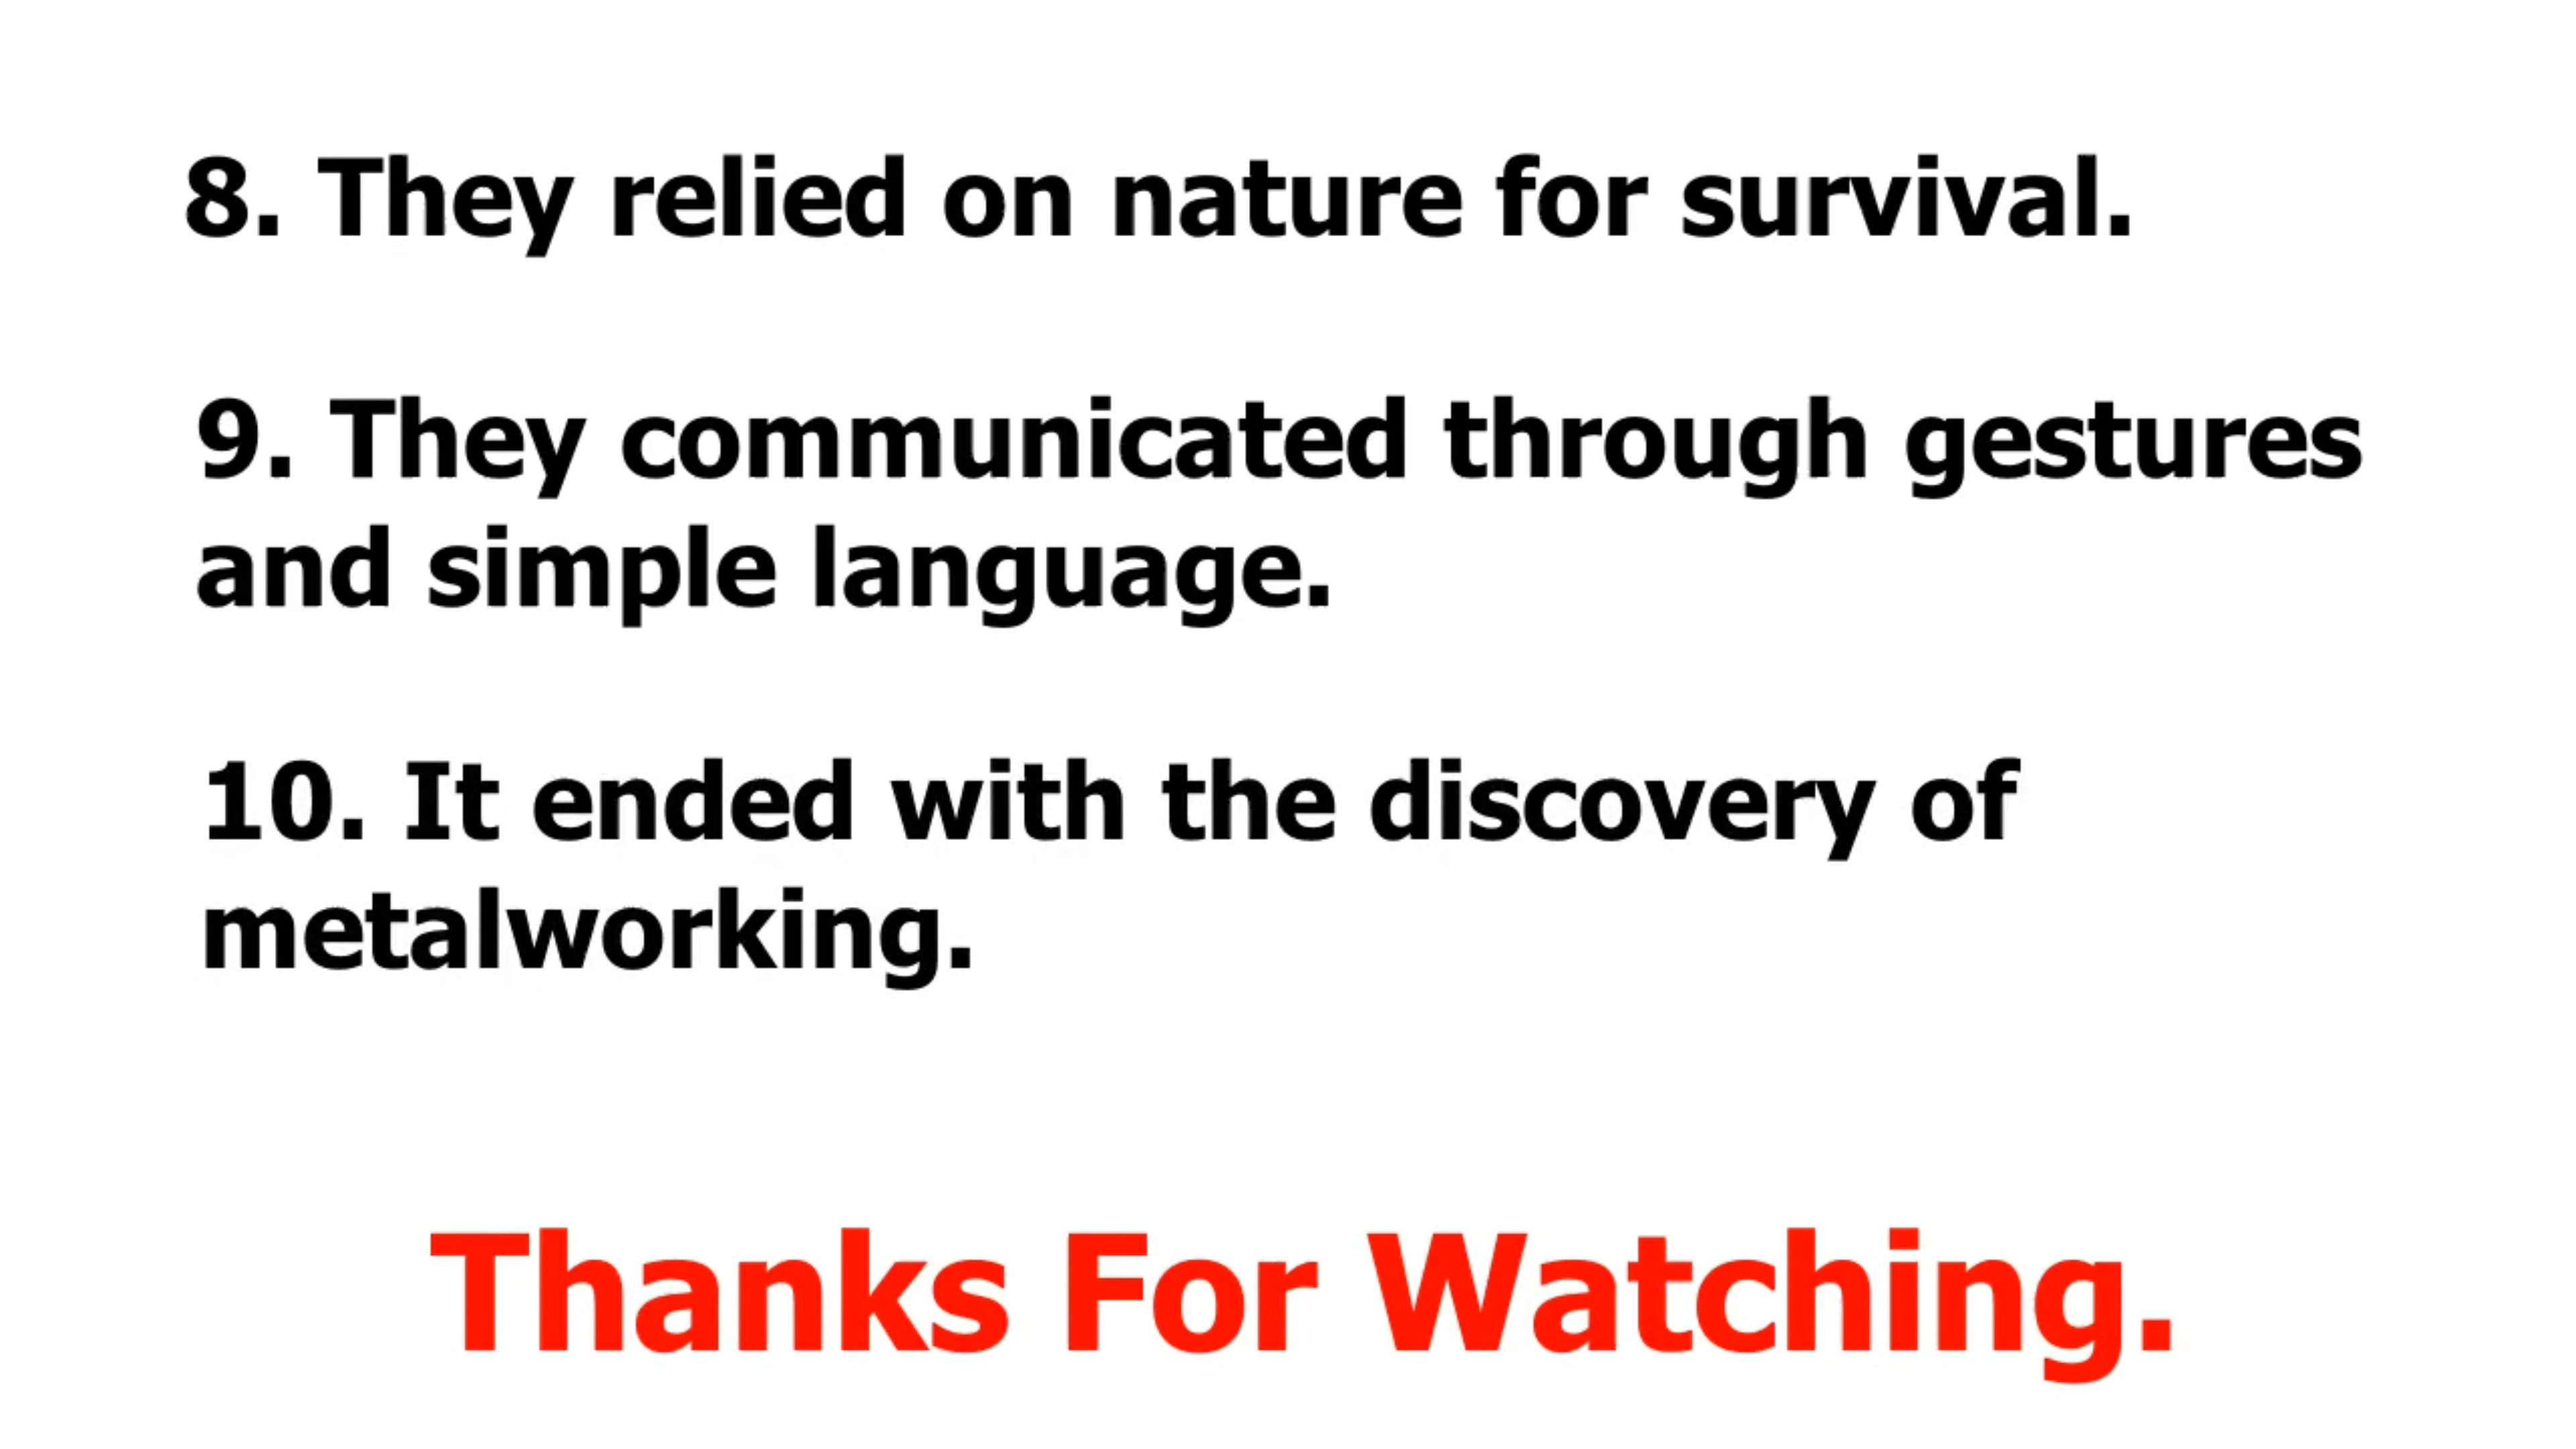 8. They relied on nature for survival.
9. They communicated through gestures
and simple language.
10. It ended with the discovery of
metalworking.
Thanks For Watching.